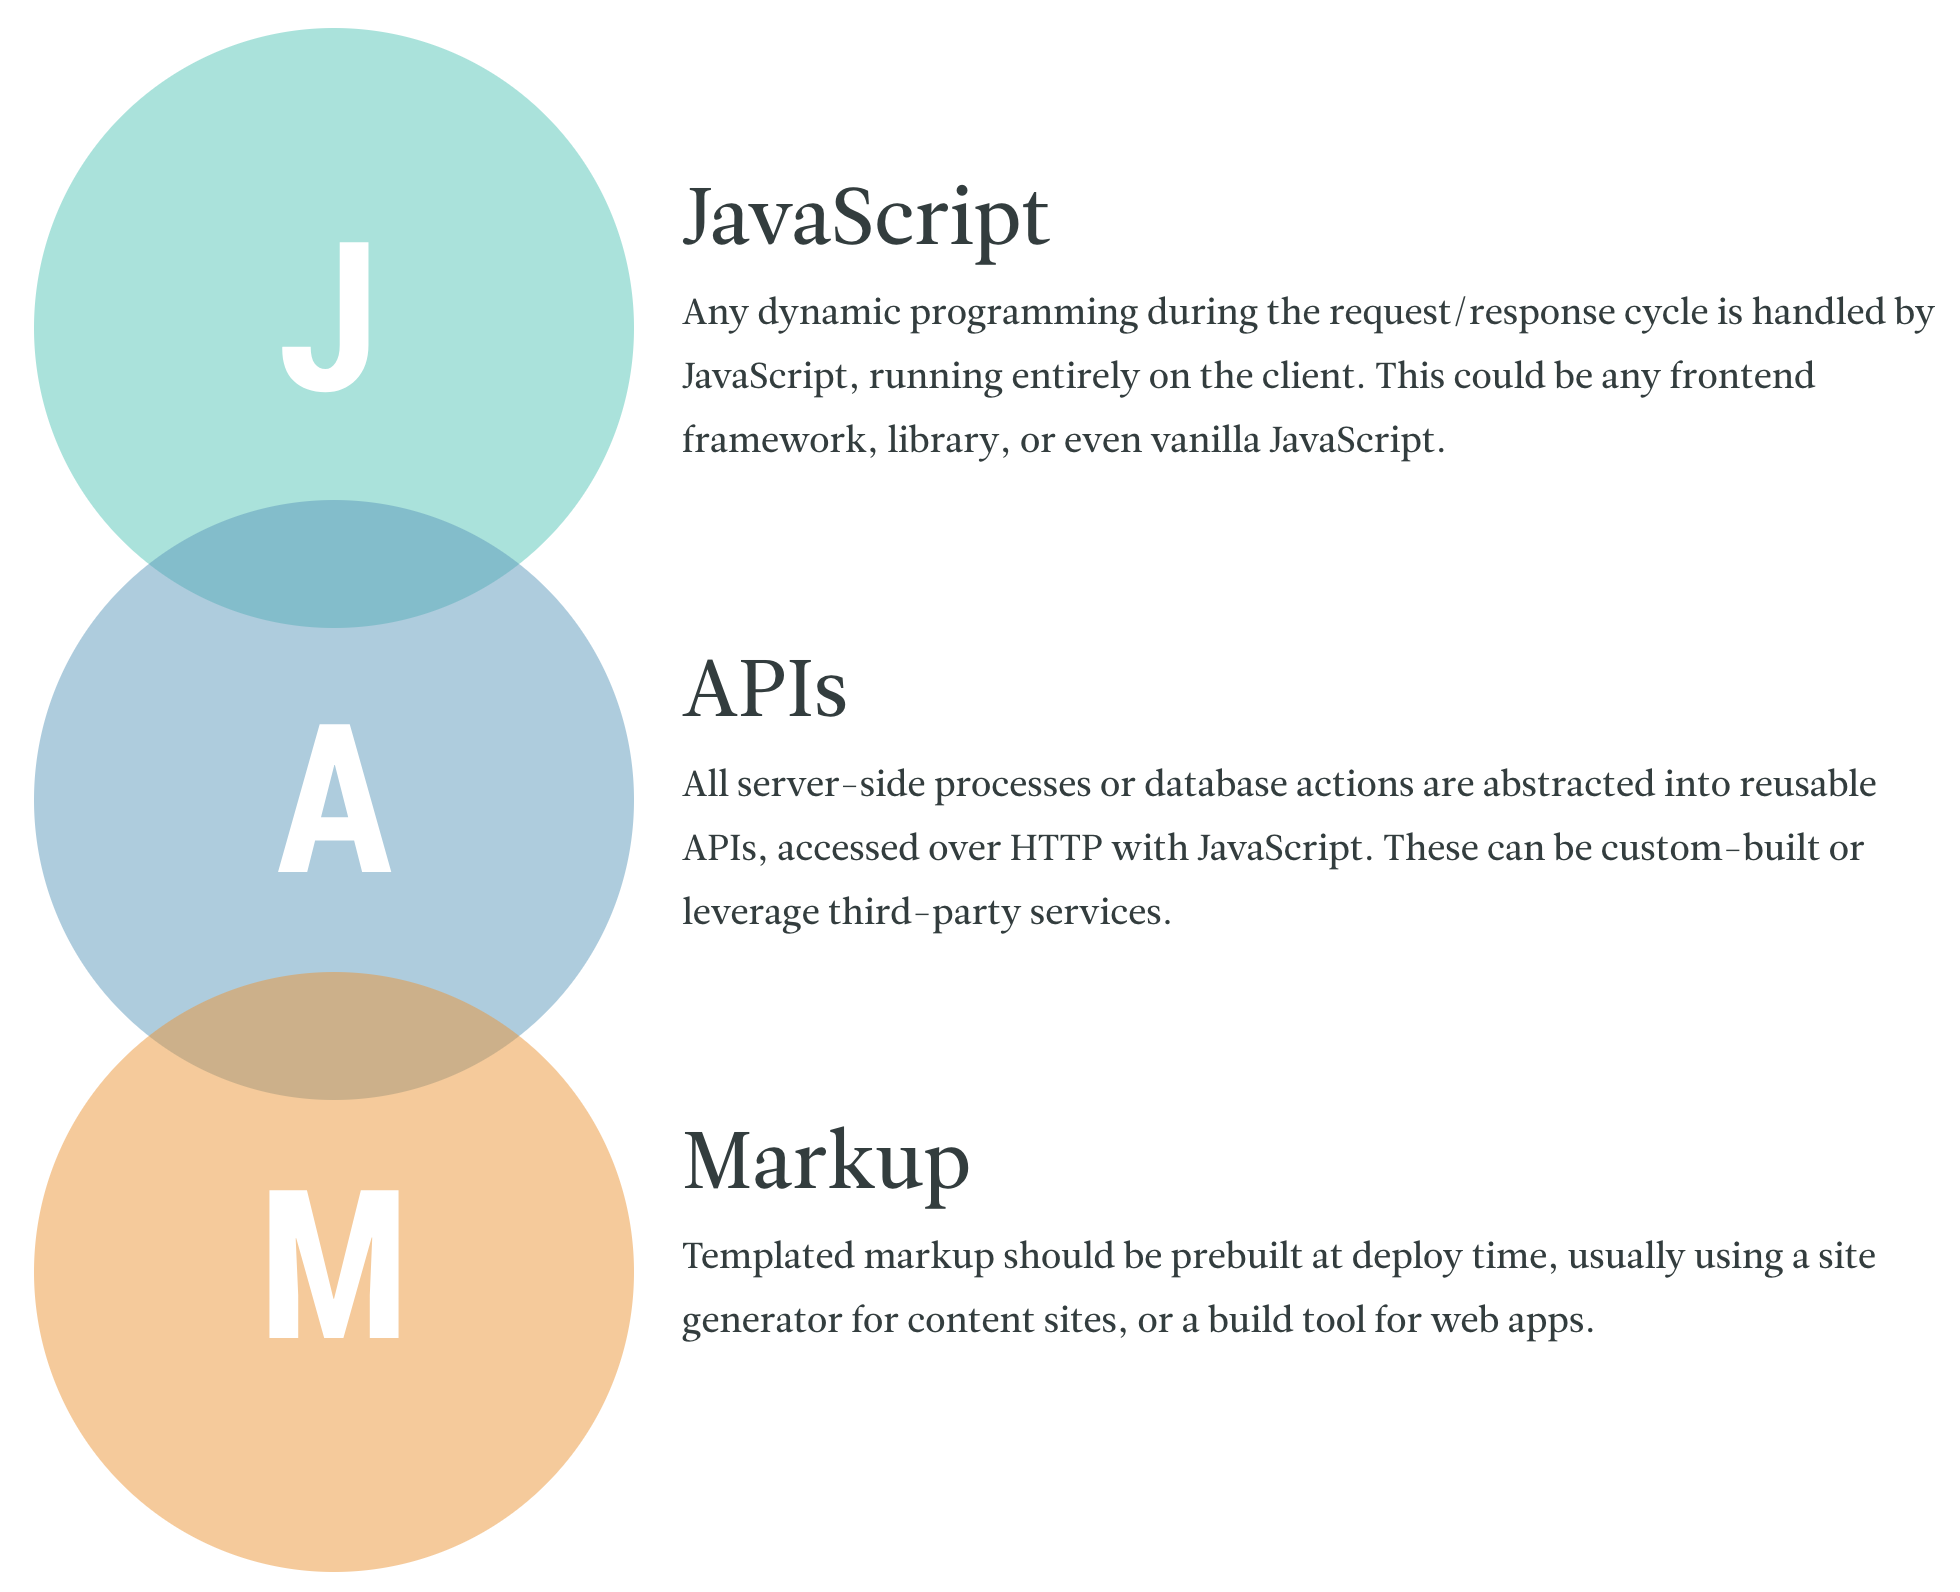 J
JavaScript
Any dynamic programming during the request/response cycle is handled by
JavaScript, running entirely on the client. This could be any frontend
framework, library, or even vanilla JavaScript.
A
APIs
All server-side processes or database actions are abstracted into reusable
APIs, accessed over HTTP with JavaScript. These can be custom-built or
leverage third-party services.
M
Markup
Templated markup should be prebuilt at deploy time, usually using a site
generator for content sites, or a build tool for web apps.